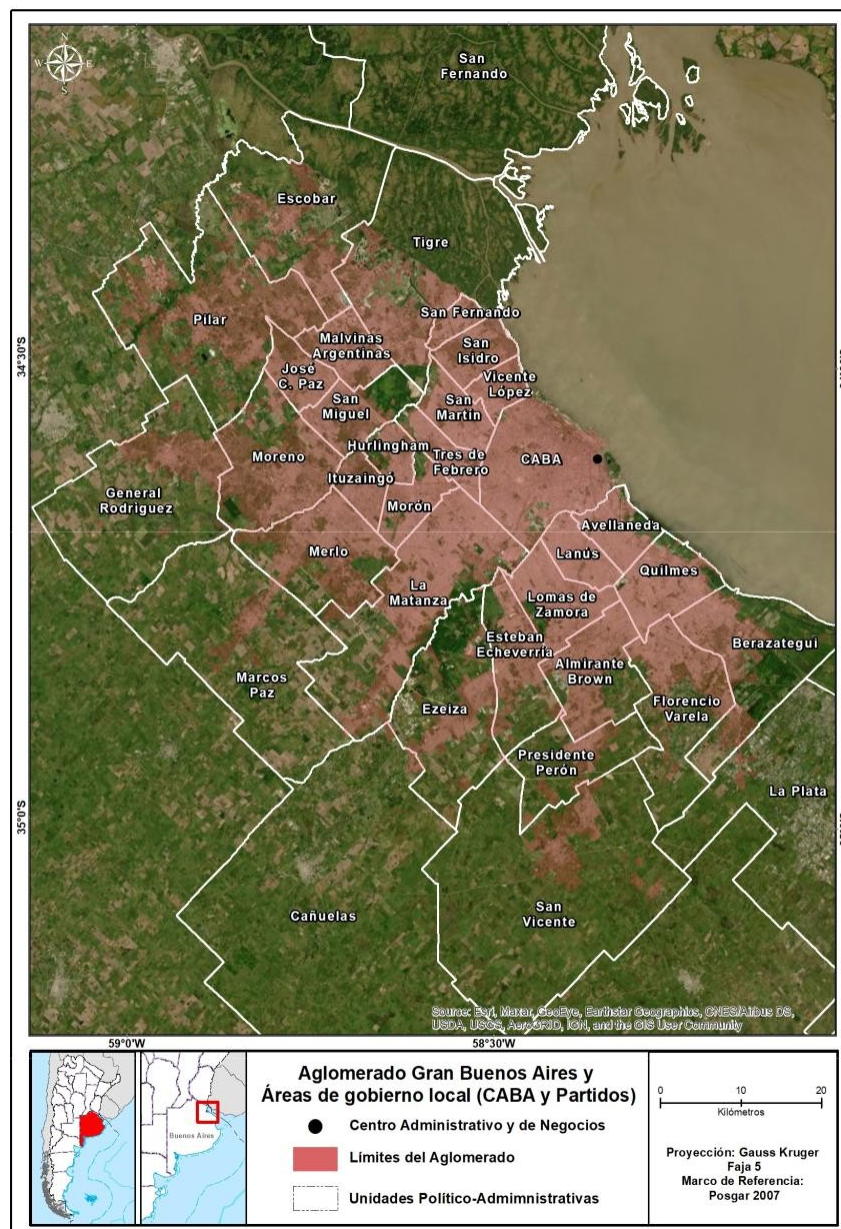 N
W E
S
San
Fernando
Escobar
Tigre
Pilar
San Fernando
Malvinas
Argentinas
San
Isidro
José
C. Paz
Vicente
López
San
Miguel
San
Martín
Hurlingham
Tres de
Febrero
CABA
Moreno
Ituzaingó
General
Rodriguez
Morón
Avellaneda
Merlo
Lanús
Quilmes
La
Matanza
Lomas de
Zamora
Esteban
Echeverría
Berazategui
Almirante
Brown
Marcos
Paz
Ezeiza
Florencio
Varela
Presidente
Perón
La Plata
Cañuelas
San
Vicente
34°30'S
35°0'S
Source: Esri, Maxar, GeoEye, Earthstar Geographics, CNES/Airbus DS,
USDA, USGS, AeroGRID, IGN, and the GIS User Community
59°0'W
58°30'W
Buenos Aires
Aglomerado Gran Buenos Aires y
Áreas de gobierno local (CABA y Partidos)
Centro Administrativo y de Negocios
Límites del Aglomerado
Unidades Político-Admimnistrativas
0 10 20
Kilómetros
Proyección: Gauss Kruger
Faja 5
Marco de Referencia:
Posgar 2007